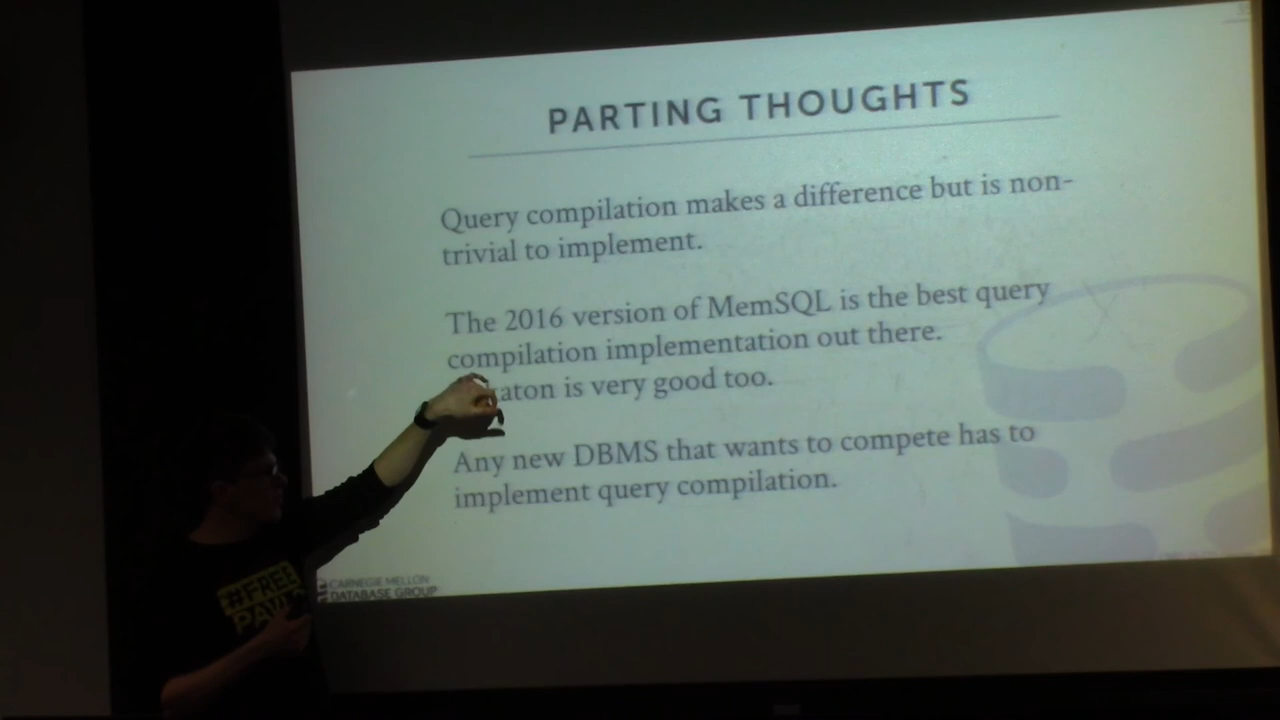 PARTING THOUGHTS
Query compilation makes a difference but is non-
trivial to implement.
The 2016 version of MemSQL is the best query
compilation implementation out there.
aton is very good too.
Any new DBMS that wants to compete has to
implement query compilation.
CARNEGIE MELLON
DATABASE GROUP
#FREE